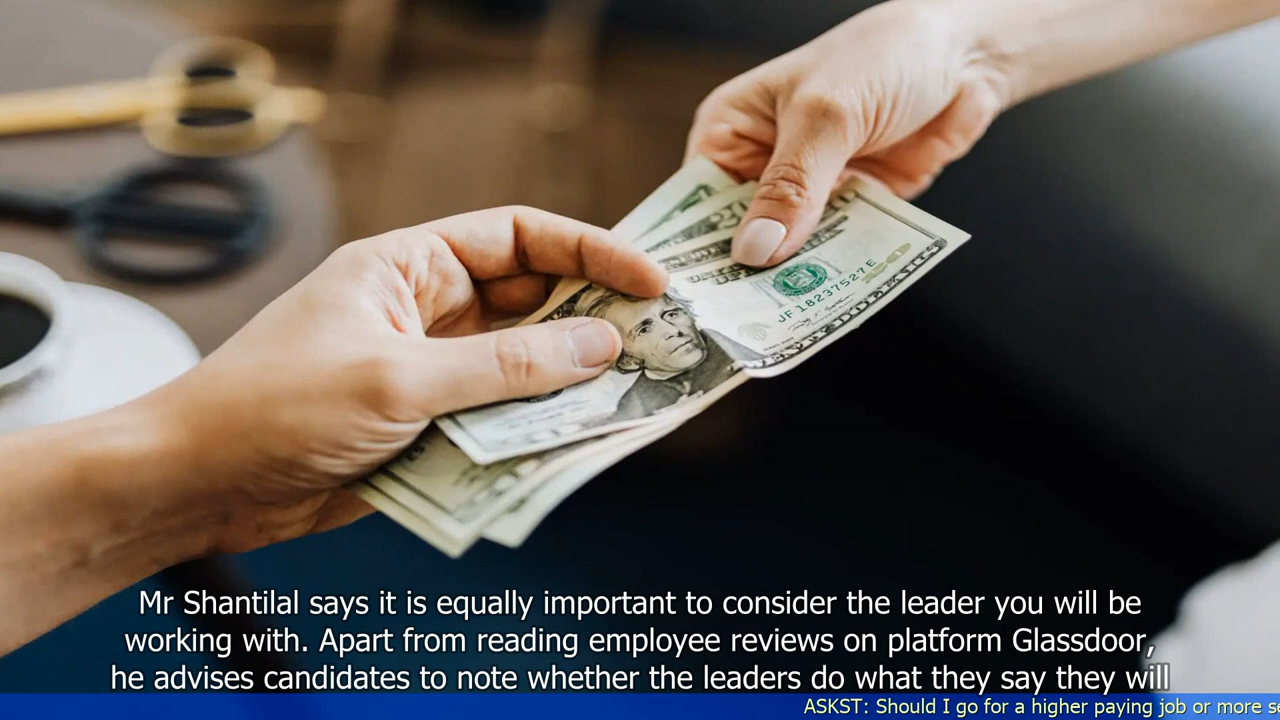 JF 18237527 E
TWENTY DOLLARS
Mr Shantilal says it is equally important to consider the leader you will be
working with. Apart from reading employee reviews on platform Glassdoor,
he advises candidates to note whether the leaders do what they say they will
ASKST: Should I go for a higher paying job or more s